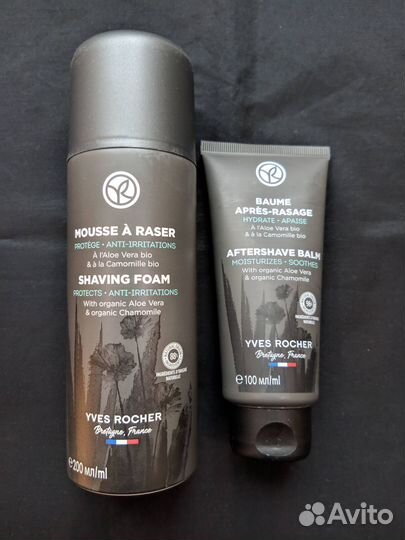 MOUSSE À RASER
PROTÈGE • ANTI-IRRITATIONS
À l'Aloe Vera bio
& à la Camomille bio
SHAVING FOAM
PROTECTS • ANTI-IRRITATIONS
With organic Aloe Vera
& organic Chamomile
INGRÉDIENTS D'ORIGINE
NATURELLE
YVES ROCHER
Bretagne, France
℮200 мл/ml
BAUME
APRÈS-RASAGE
HYDRATE • APAISE
À l'Aloe Vera bio
& à la Camomille bio
AFTERSHAVE BALM
MOISTURIZES • SOOTHES
With organic Aloe Vera
& organic Chamomile
YVES ROCHER
Bretagne, France
℮100 мл/ml
Avito